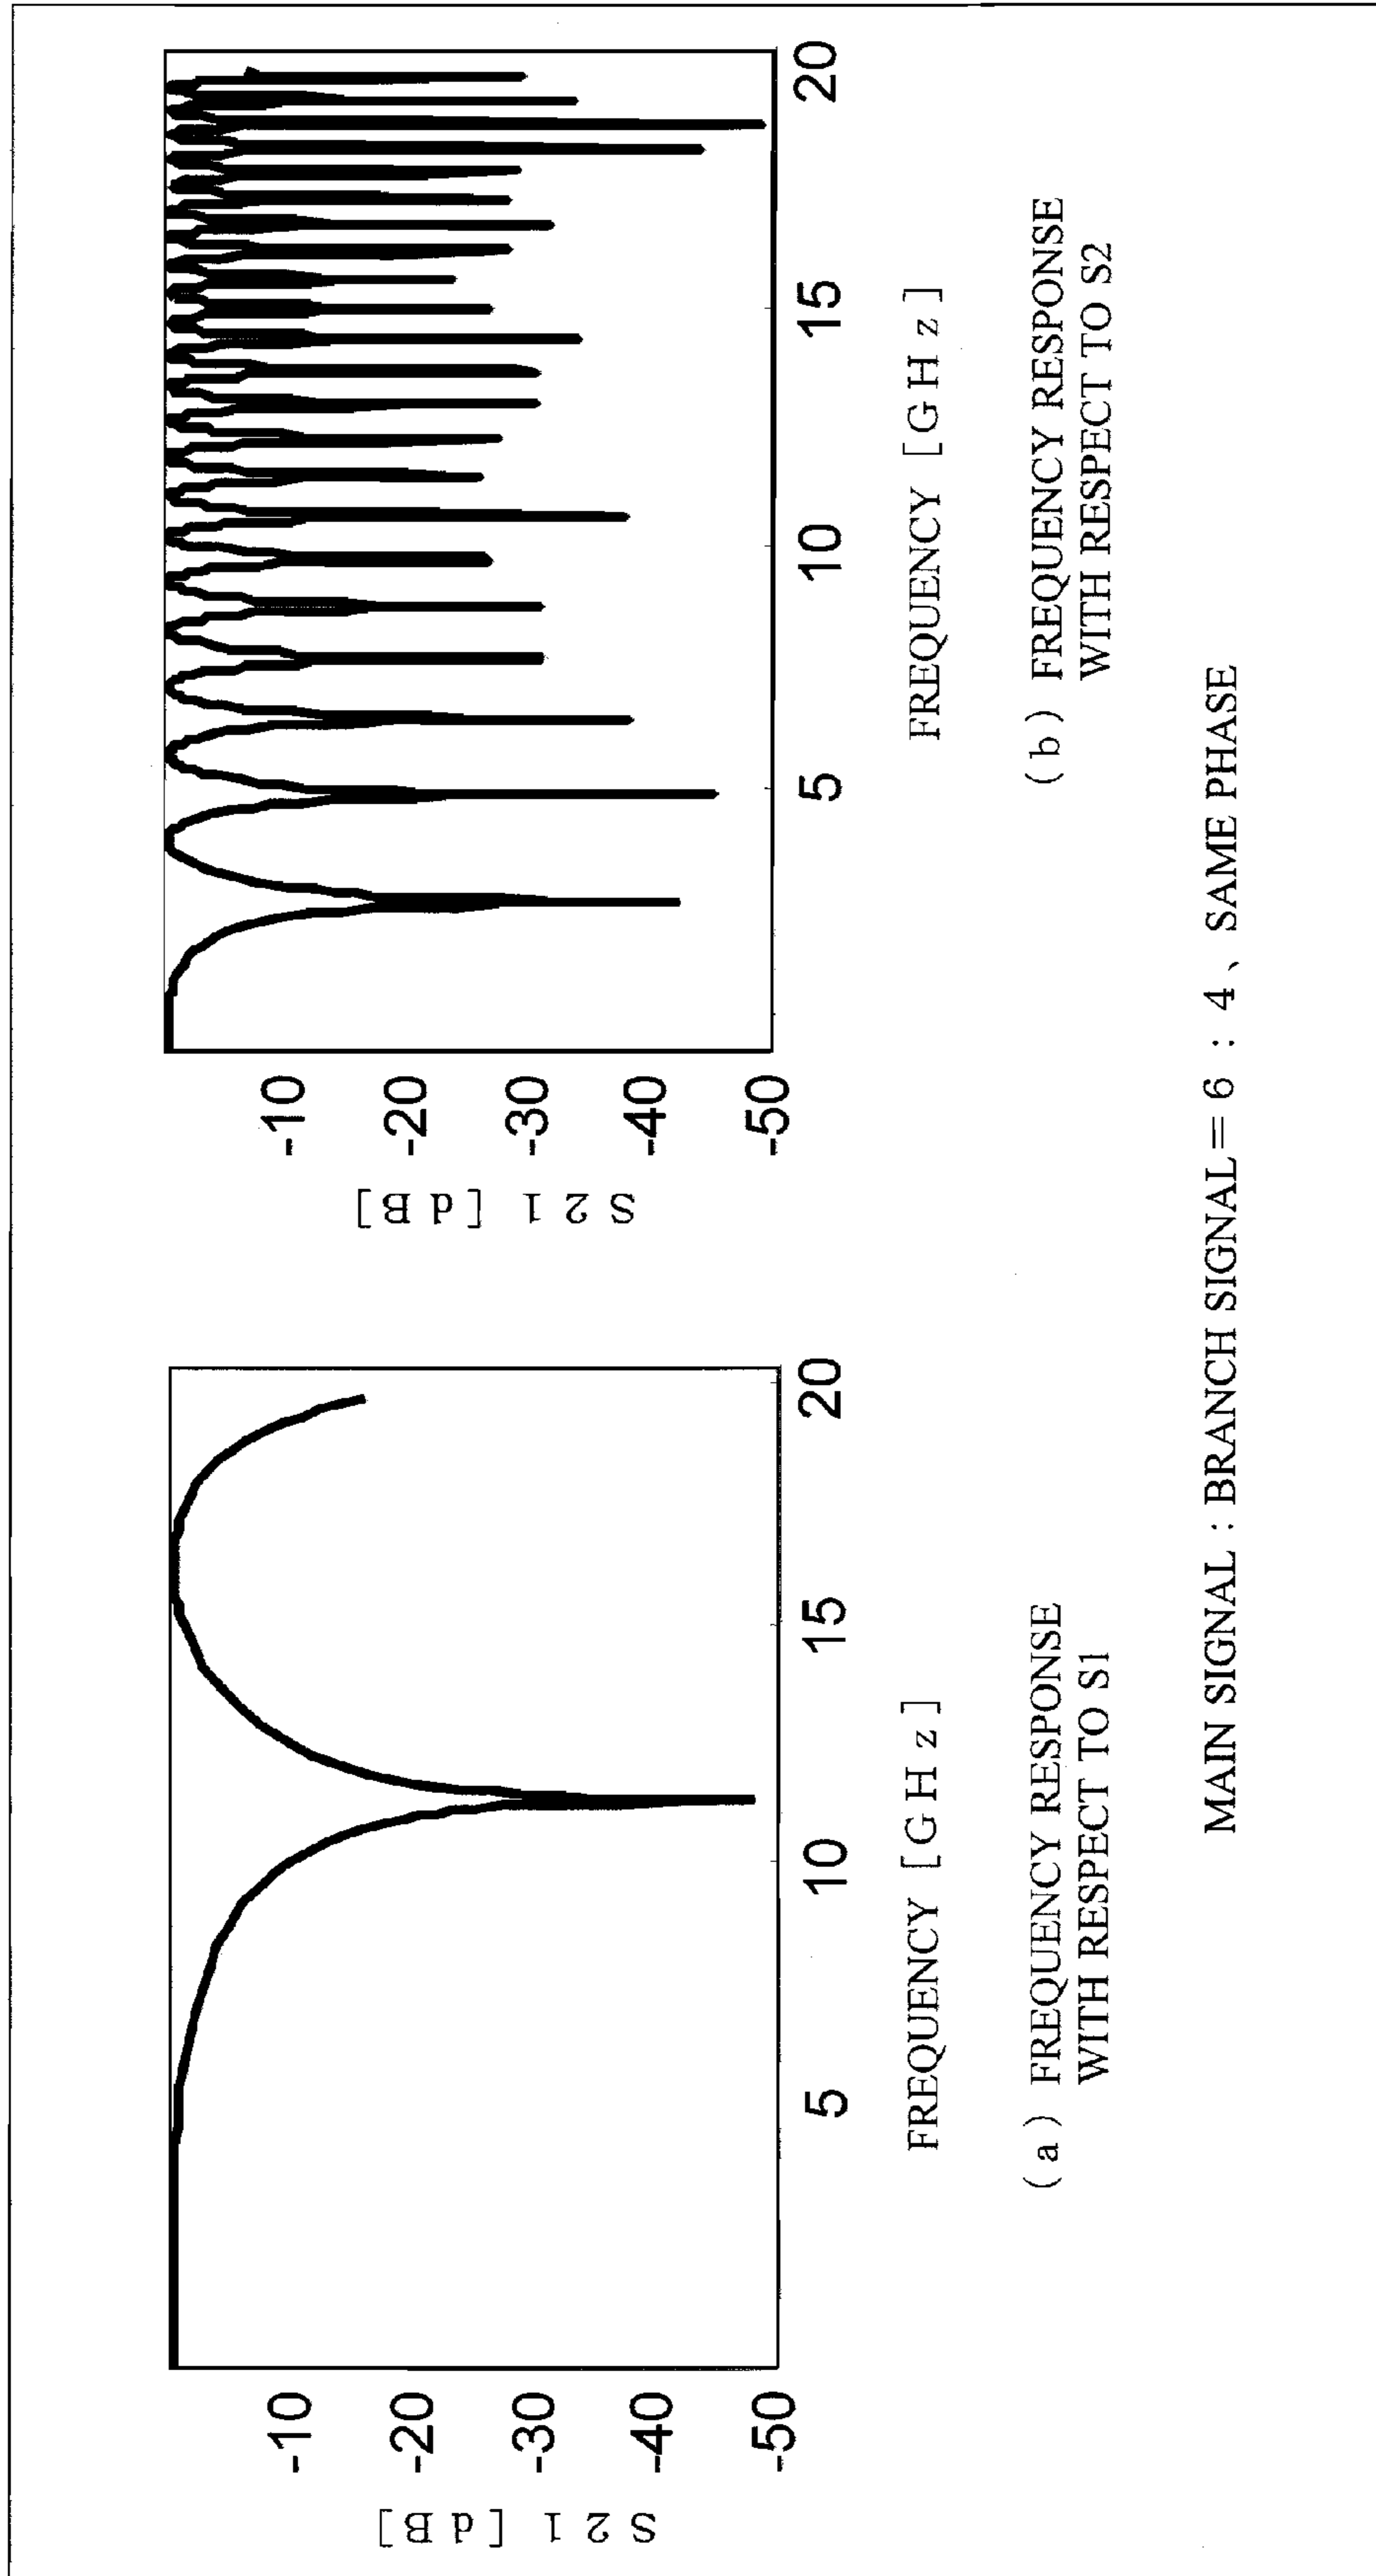 S21 [dB]
-10
-20
-30
-40
-50
5
10
15
20
FREQUENCY [GHz]
(a) FREQUENCY RESPONSE
WITH RESPECT TO S1
S21 [dB]
-10
-20
-30
-40
-50
5
10
15
20
FREQUENCY [GHz]
(b) FREQUENCY RESPONSE
WITH RESPECT TO S2
MAIN SIGNAL : BRANCH SIGNAL=6 : 4、SAME PHASE